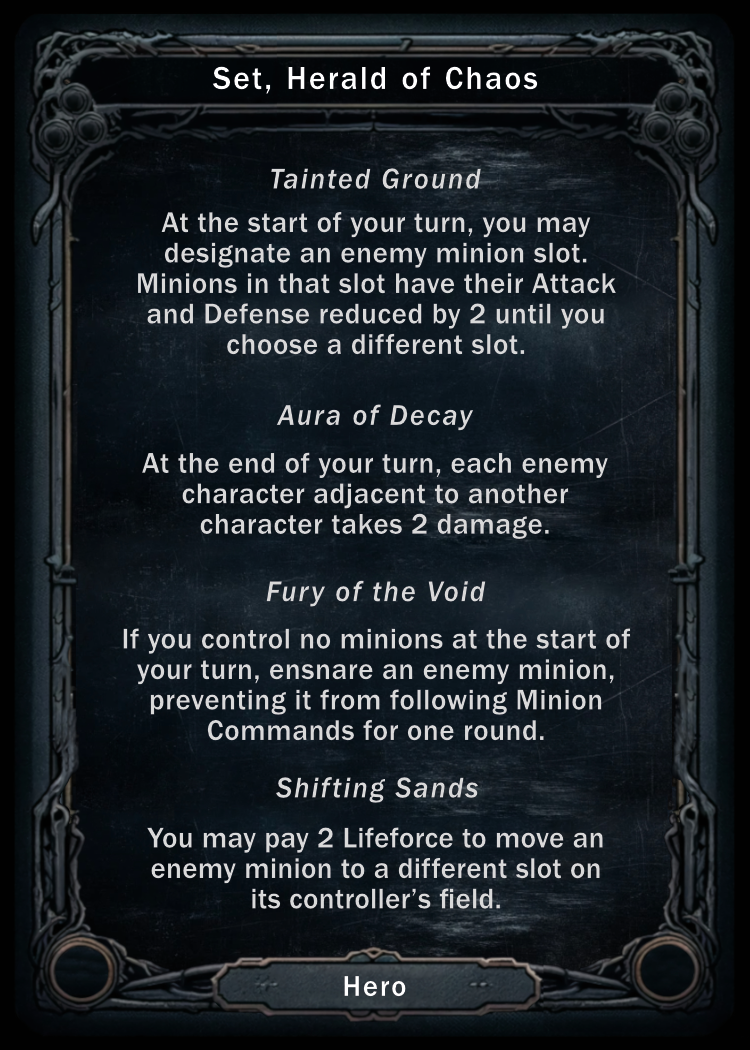 Set, Herald of Chaos
Tainted Ground
At the start of your turn, you may
designate an enemy minion slot.
Minions in that slot have their Attack
and Defense reduced by 2 until you
choose a different slot.
Aura of Decay
At the end of your turn, each enemy
character adjacent to another
character takes 2 damage.
Fury of the Void
If you control no minions at the start of
your turn, ensnare an enemy minion,
preventing it from following Minion
Commands for one round.
Shifting Sands
You may pay 2 Lifeforce to move an
enemy minion to a different slot on
its controller’s field.
Hero